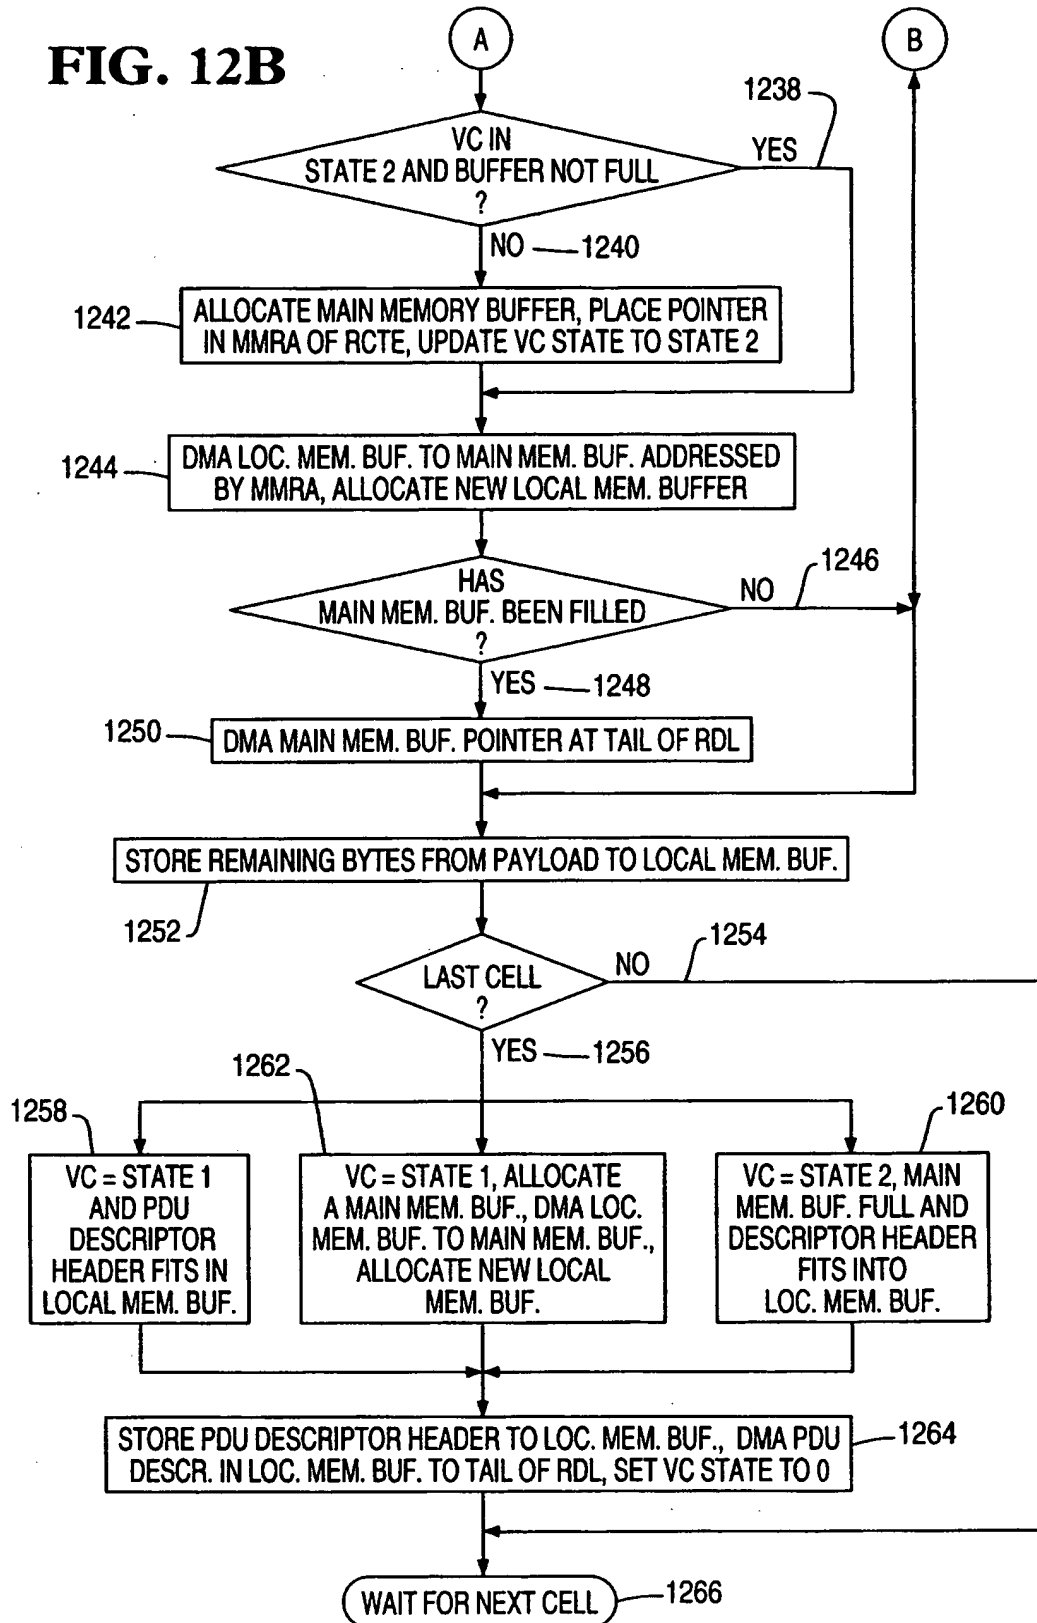 FIG. 12B
A
B
1238
VC IN
STATE 2 AND BUFFER NOT FULL
?
YES
NO
1240
1242
ALLOCATE MAIN MEMORY BUFFER, PLACE POINTER
IN MMRA OF RCTE, UPDATE VC STATE TO STATE 2
1244
DMA LOC. MEM. BUF. TO MAIN MEM. BUF. ADDRESSED
BY MMRA, ALLOCATE NEW LOCAL MEM. BUFFER
1246
HAS
MAIN MEM. BUF. BEEN FILLED
?
NO
YES
1248
1250
DMA MAIN MEM. BUF. POINTER AT TAIL OF RDL
STORE REMAINING BYTES FROM PAYLOAD TO LOCAL MEM. BUF.
1252
1254
LAST CELL
?
NO
YES
1256
1258
VC = STATE 1
AND PDU
DESCRIPTOR
HEADER FITS IN
LOCAL MEM. BUF.
1262
VC = STATE 1, ALLOCATE
A MAIN MEM. BUF., DMA LOC.
MEM. BUF. TO MAIN MEM. BUF.,
ALLOCATE NEW LOCAL
MEM. BUF.
1260
VC = STATE 2, MAIN
MEM. BUF. FULL AND
DESCRIPTOR HEADER
FITS INTO
LOC. MEM. BUF.
STORE PDU DESCRIPTOR HEADER TO LOC. MEM. BUF., DMA PDU
DESCR. IN LOC. MEM. BUF. TO TAIL OF RDL, SET VC STATE TO 0
1264
WAIT FOR NEXT CELL
1266